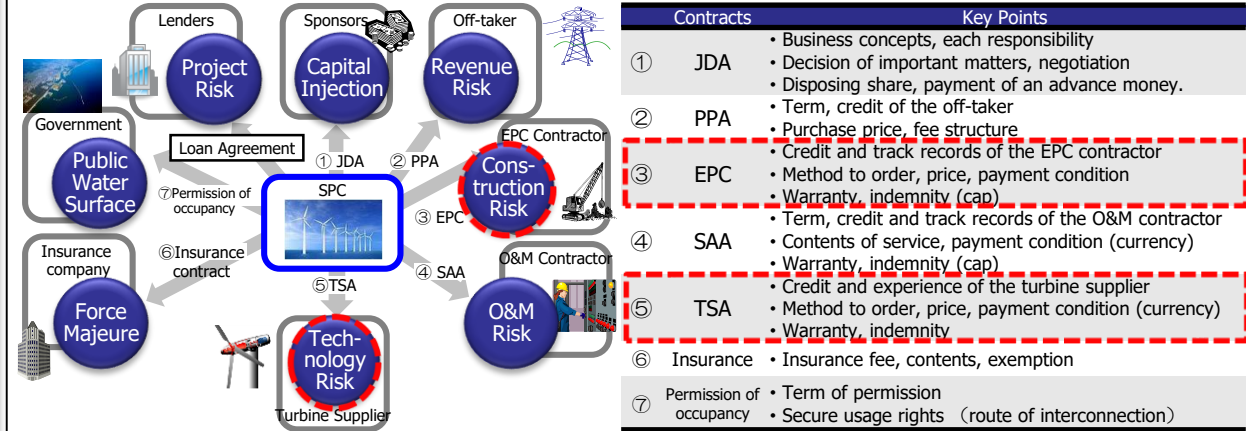 Lenders
Project
Risk
Sponsors
Capital
Injection
Off-taker
Revenue
Risk
Government
Public
Water
Surface
Loan Agreement
① JDA
② PPA
EPC Contractor
Cons-
truction
Risk
SPC
⑦Permission of
occupancy
③ EPC
Insurance
company
Force
Majeure
⑥Insurance
contract
④ SAA
O&M Contractor
O&M
Risk
⑤TSA
Tech-
nology
Risk
Turbine Supplier
Contracts Key Points
① JDA
• Business concepts, each responsibility
• Decision of important matters, negotiation
• Disposing share, payment of an advance money.
② PPA
• Term, credit of the off-taker
• Purchase price, fee structure
③ EPC
• Credit and track records of the EPC contractor
• Method to order, price, payment condition
• Warranty, indemnity (cap)
④ SAA
• Term, credit and track records of the O&M contractor
• Contents of service, payment condition (currency)
• Warranty, indemnity (cap)
⑤ TSA
• Credit and experience of the turbine supplier
• Method to order, price, payment condition (currency)
• Warranty, indemnity
⑥ Insurance • Insurance fee, contents, exemption
⑦ Permission of
occupancy
• Term of permission
• Secure usage rights （route of interconnection）